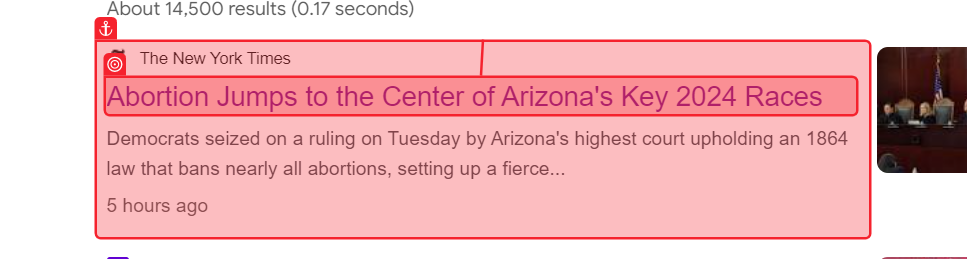 About 14,500 results (0.17 seconds)
The New York Times
Abortion Jumps to the Center of Arizona's Key 2024 Races
Democrats seized on a ruling on Tuesday by Arizona's highest court upholding an 1864
law that bans nearly all abortions, setting up a fierce...
5 hours ago